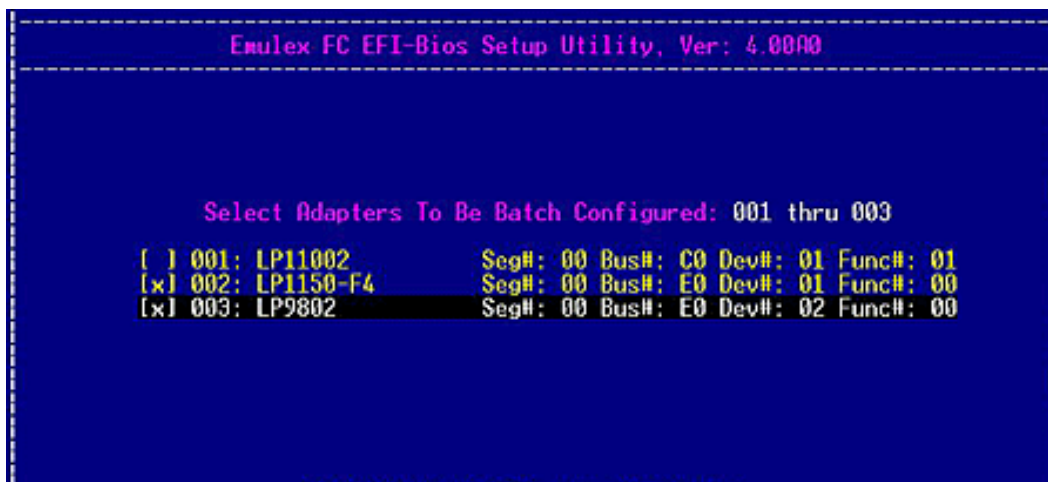 Emulex FC EFI-Bios Setup Utility, Ver: 4.00A0
Select Adapters To Be Batch Configured: 001 thru 003
[ ] 001: LP11002 Seg#: 00 Bus#: C0 Dev#: 01 Func#: 01
[x] 002: LP1150-F4 Seg#: 00 Bus#: E0 Dev#: 01 Func#: 00
[x] 003: LP9802 Seg#: 00 Bus#: E0 Dev#: 02 Func#: 00